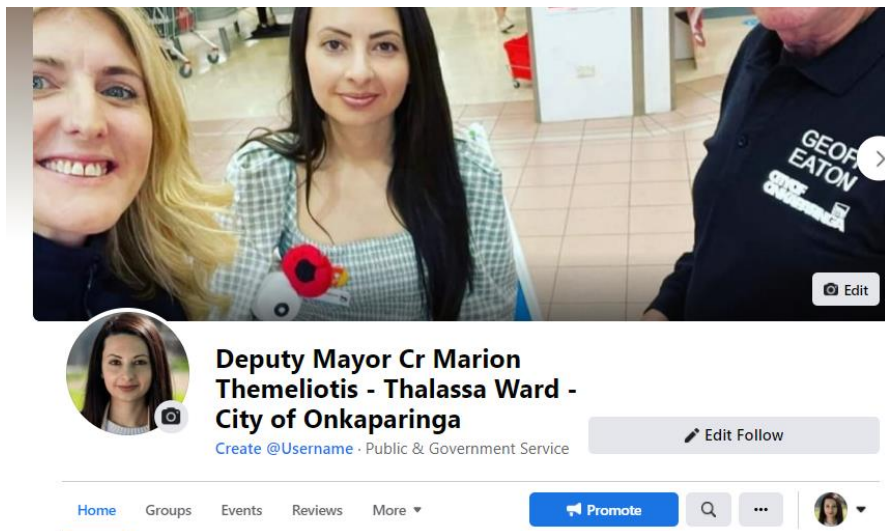 GEOFF
EATON
CITY OF
ONKAPARINGA
Edit
Deputy Mayor Cr Marion
Themeliotis - Thalassa Ward -
City of Onkaparinga
Create @Username · Public & Government Service
Edit Follow
Home Groups Events Reviews More
Promote